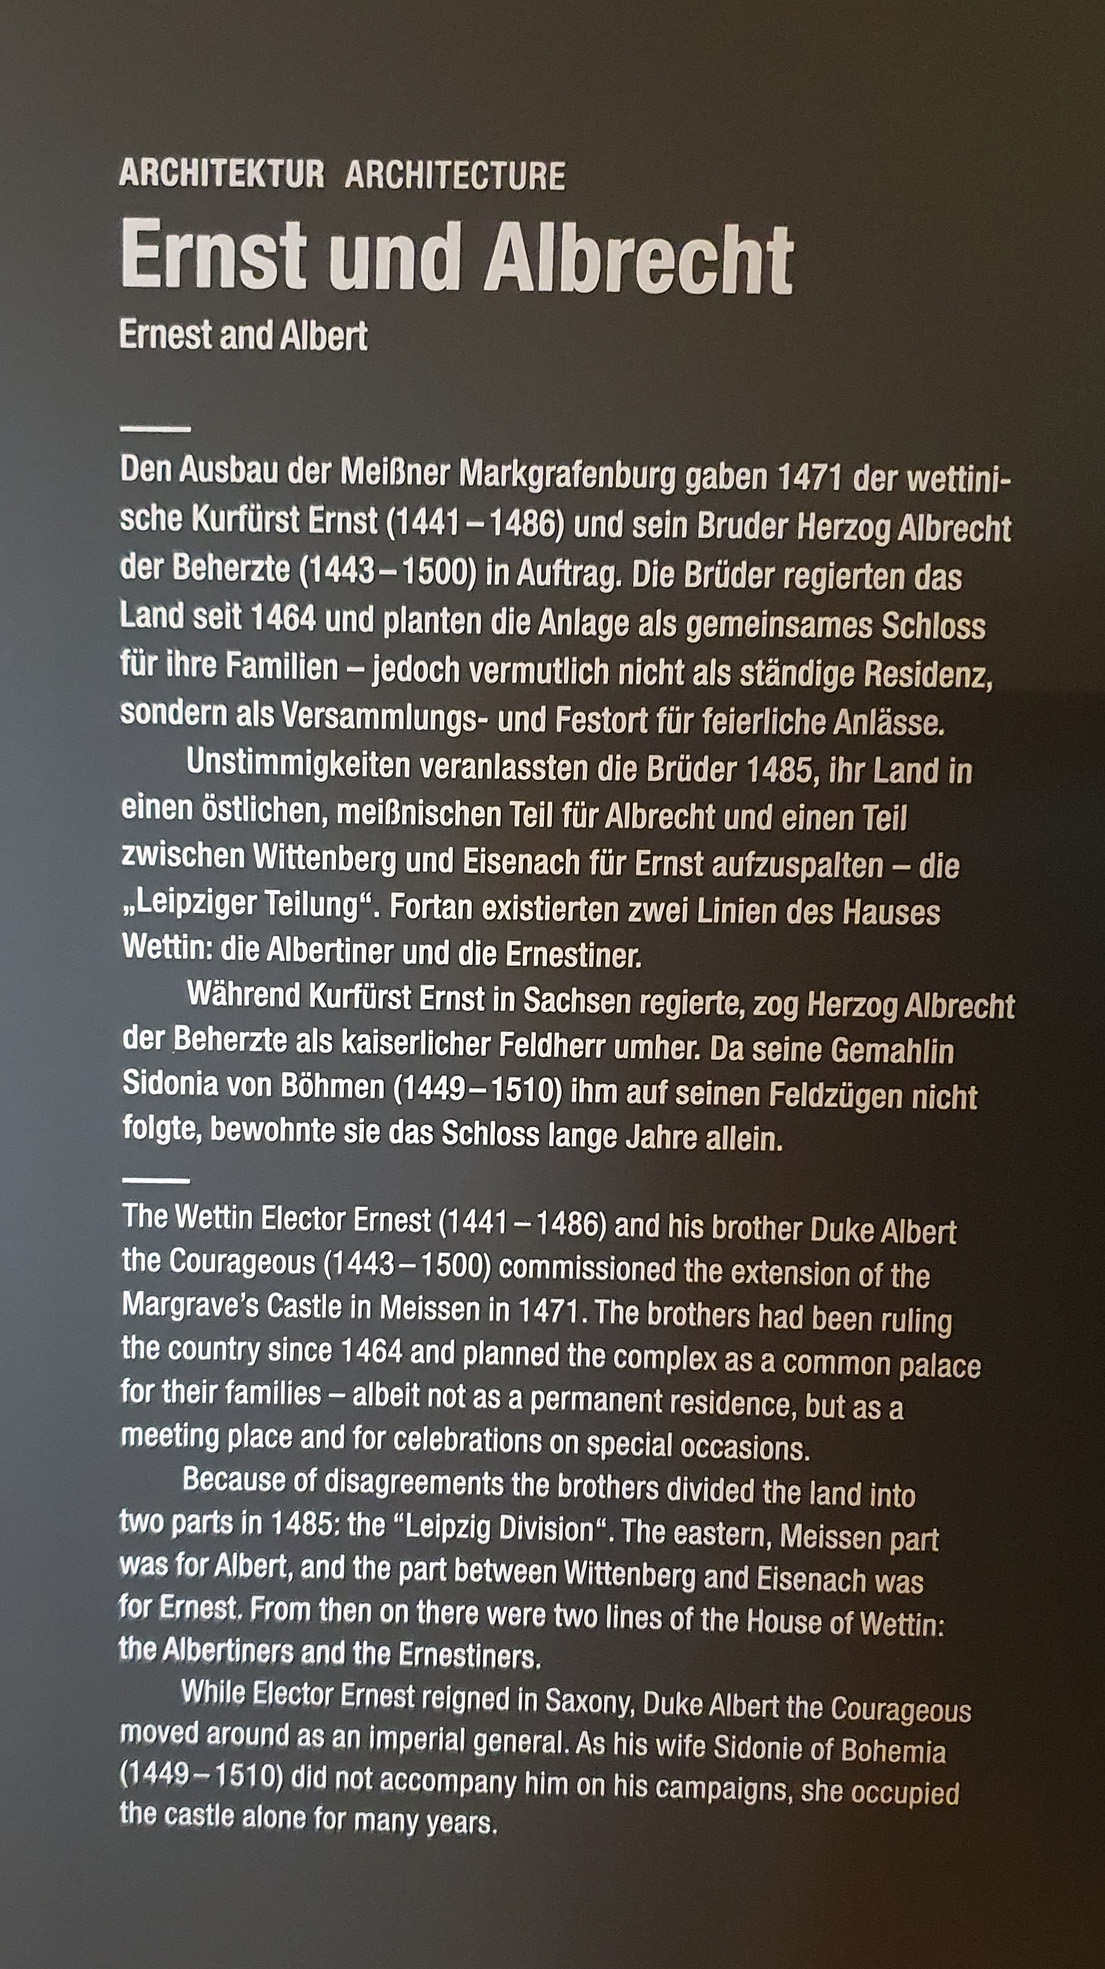 ARCHITEKTUR ARCHITECTURE
Ernst und Albrecht
Ernest and Albert
Den Ausbau der Meißner Markgrafenburg gaben 1471 der wettini-
sche Kurfürst Ernst (1441–1486) und sein Bruder Herzog Albrecht
der Beherzte (1443–1500) in Auftrag. Die Brüder regierten das
Land seit 1464 und planten die Anlage als gemeinsames Schloss
für ihre Familien – jedoch vermutlich nicht als ständige Residenz,
sondern als Versammlungs- und Festort für feierliche Anlässe.
Unstimmigkeiten veranlassten die Brüder 1485, ihr Land in
einen östlichen, meißnischen Teil für Albrecht und einen Teil
zwischen Wittenberg und Eisenach für Ernst aufzuspalten – die
„Leipziger Teilung“. Fortan existierten zwei Linien des Hauses
Wettin: die Albertiner und die Ernestiner.
Während Kurfürst Ernst in Sachsen regierte, zog Herzog Albrecht
der Beherzte als kaiserlicher Feldherr umher. Da seine Gemahlin
Sidonia von Böhmen (1449–1510) ihm auf seinen Feldzügen nicht
folgte, bewohnte sie das Schloss lange Jahre allein.
The Wettin Elector Ernest (1441–1486) and his brother Duke Albert
the Courageous (1443–1500) commissioned the extension of the
Margrave’s Castle in Meissen in 1471. The brothers had been ruling
the country since 1464 and planned the complex as a common palace
for their families – albeit not as a permanent residence, but as a
meeting place and for celebrations on special occasions.
Because of disagreements the brothers divided the land into
two parts in 1485: the “Leipzig Division“. The eastern, Meissen part
was for Albert, and the part between Wittenberg and Eisenach was
for Ernest. From then on there were two lines of the House of Wettin:
the Albertiners and the Ernestiners.
While Elector Ernest reigned in Saxony, Duke Albert the Courageous
moved around as an imperial general. As his wife Sidonie of Bohemia
(1449–1510) did not accompany him on his campaigns, she occupied
the castle alone for many years.